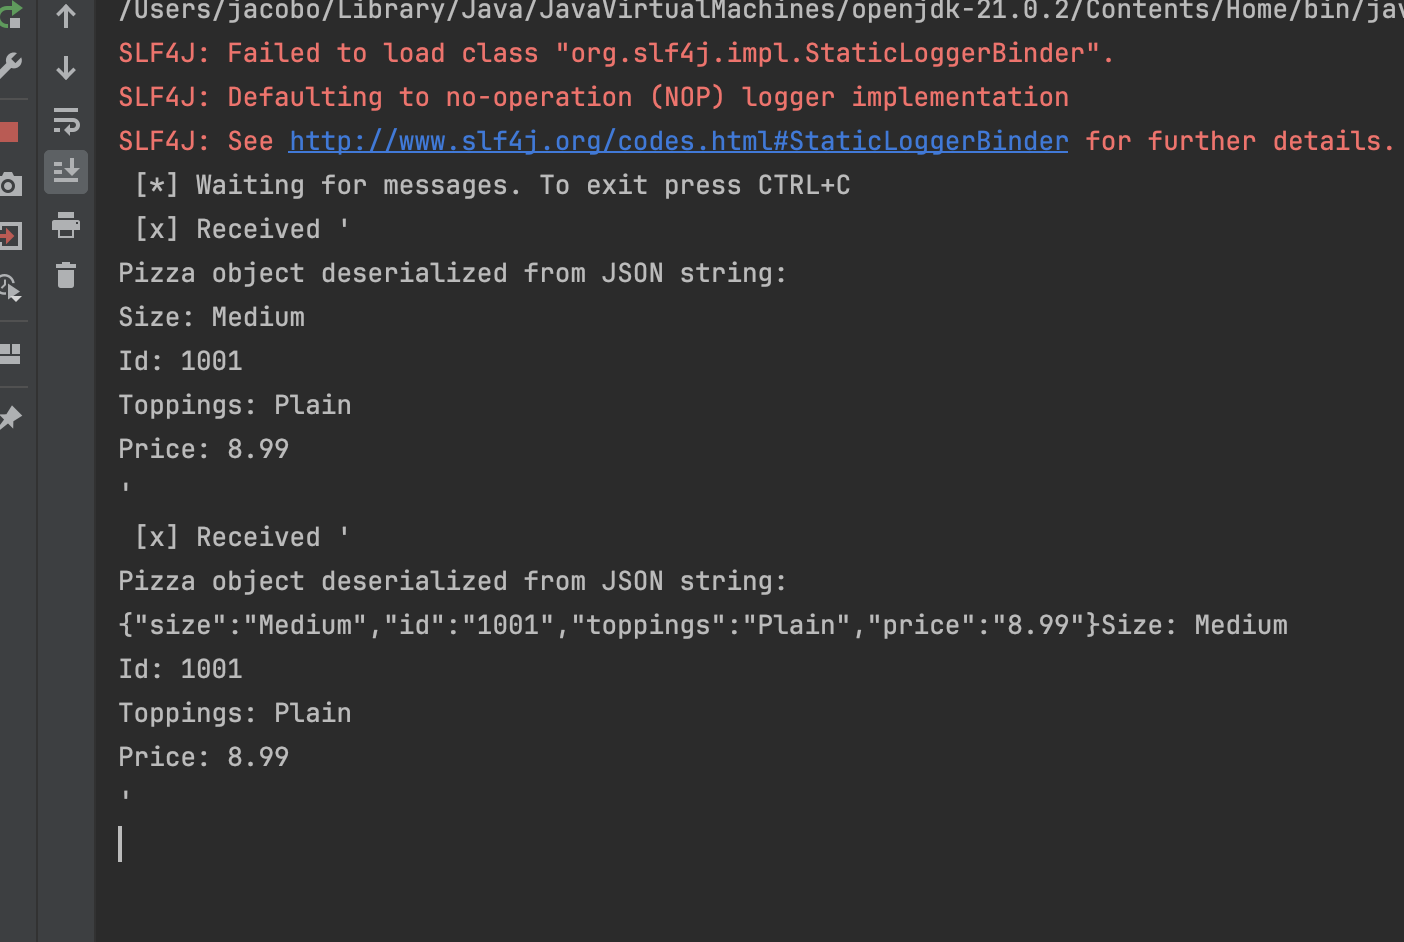 /Users/jacobo/Library/Java/JavaVirtualMachines/openjdk-21.0.2/Contents/Home/bin/jav
SLF4J: Failed to load class "org.slf4j.impl.StaticLoggerBinder".
SLF4J: Defaulting to no-operation (NOP) logger implementation
SLF4J: See http://www.slf4j.org/codes.html#StaticLoggerBinder for further details.
[*] Waiting for messages. To exit press CTRL+C
[x] Received '
Pizza object deserialized from JSON string:
Size: Medium
Id: 1001
Toppings: Plain
Price: 8.99
'
[x] Received '
Pizza object deserialized from JSON string:
{"size":"Medium","id":"1001","toppings":"Plain","price":"8.99"}Size: Medium
Id: 1001
Toppings: Plain
Price: 8.99
'